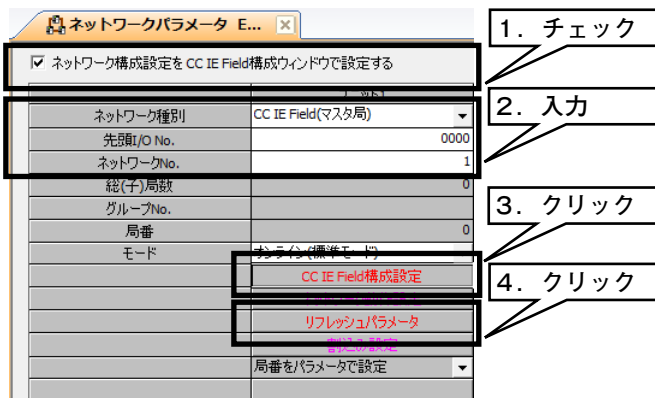 ネットワークパラメータ E...
1. チェック
ネットワーク構成設定を CC IE Field構成ウィンドウで設定する
2. 入力
ネットワーク種別 CC IE Field(マスタ局)
先頭I/O No. 0000
ネットワークNo. 1
総(子)局数 0
グループNo.
3. クリック
局番 0
モード オンライン(標準モード)
CC IE Field構成設定
4. クリック
リフレッシュパラメータ
割込み設定
局番をパラメータで設定